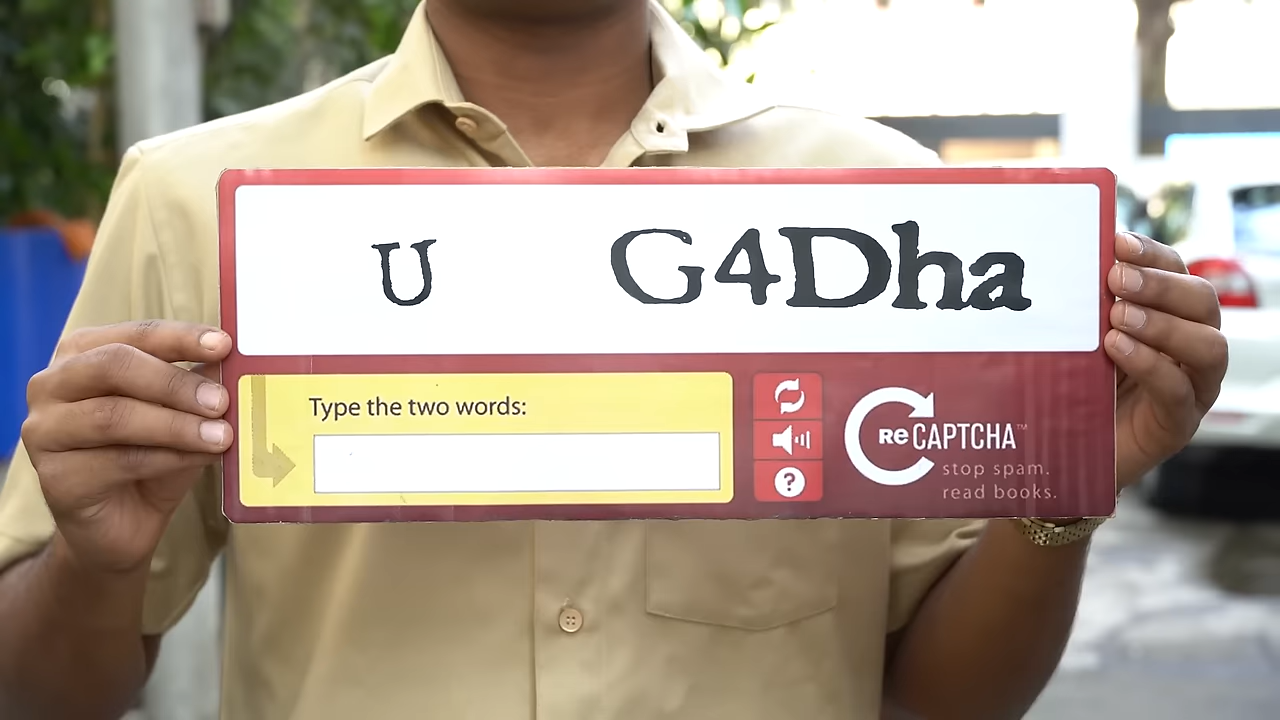 U G4Dha
Type the two words:
?
reCAPTCHA™
stop spam.
read books.